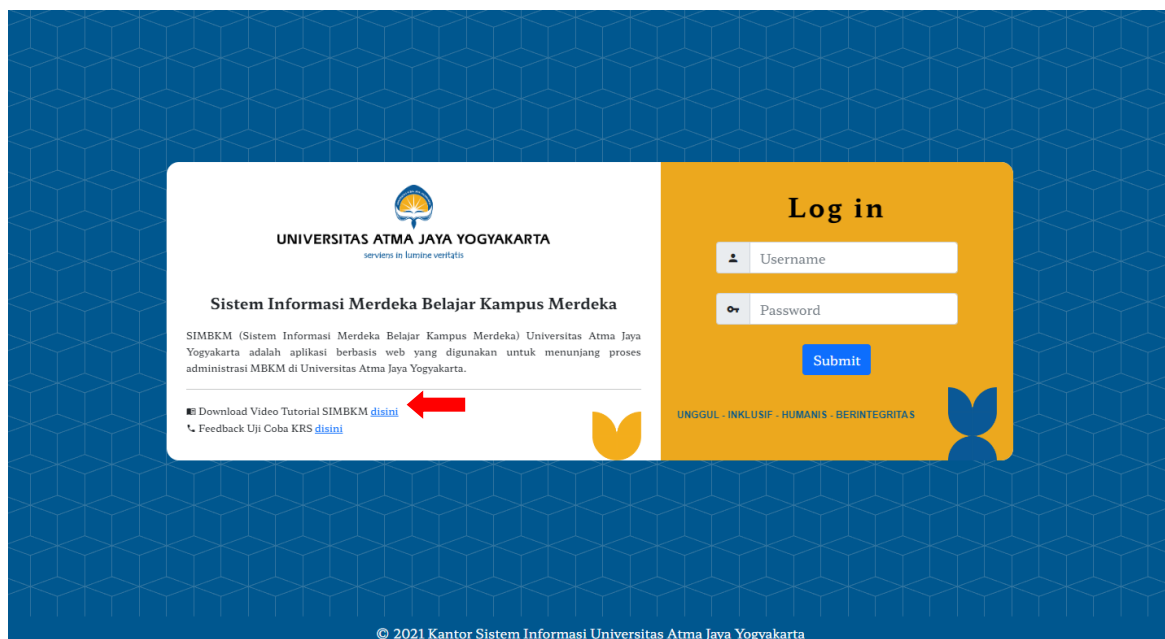 UNIVERSITAS ATMA JAYA YOGYAKARTA
serviens in lumine veritatis
Sistem Informasi Merdeka Belajar Kampus Merdeka
SIMBKM (Sistem Informasi Merdeka Belajar Kampus Merdeka) Universitas Atma Jaya
Yogyakarta adalah aplikasi berbasis web yang digunakan untuk menunjang proses
administrasi MBKM di Universitas Atma Jaya Yogyakarta.
Download Video Tutorial SIMBKM disini
Feedback Uji Coba KRS disini
Log in
Username
Password
Submit
UNGGUL - INKLUSIF - HUMANIS - BERINTEGRITAS
© 2021 Kantor Sistem Informasi Universitas Atma Jaya Yogyakarta